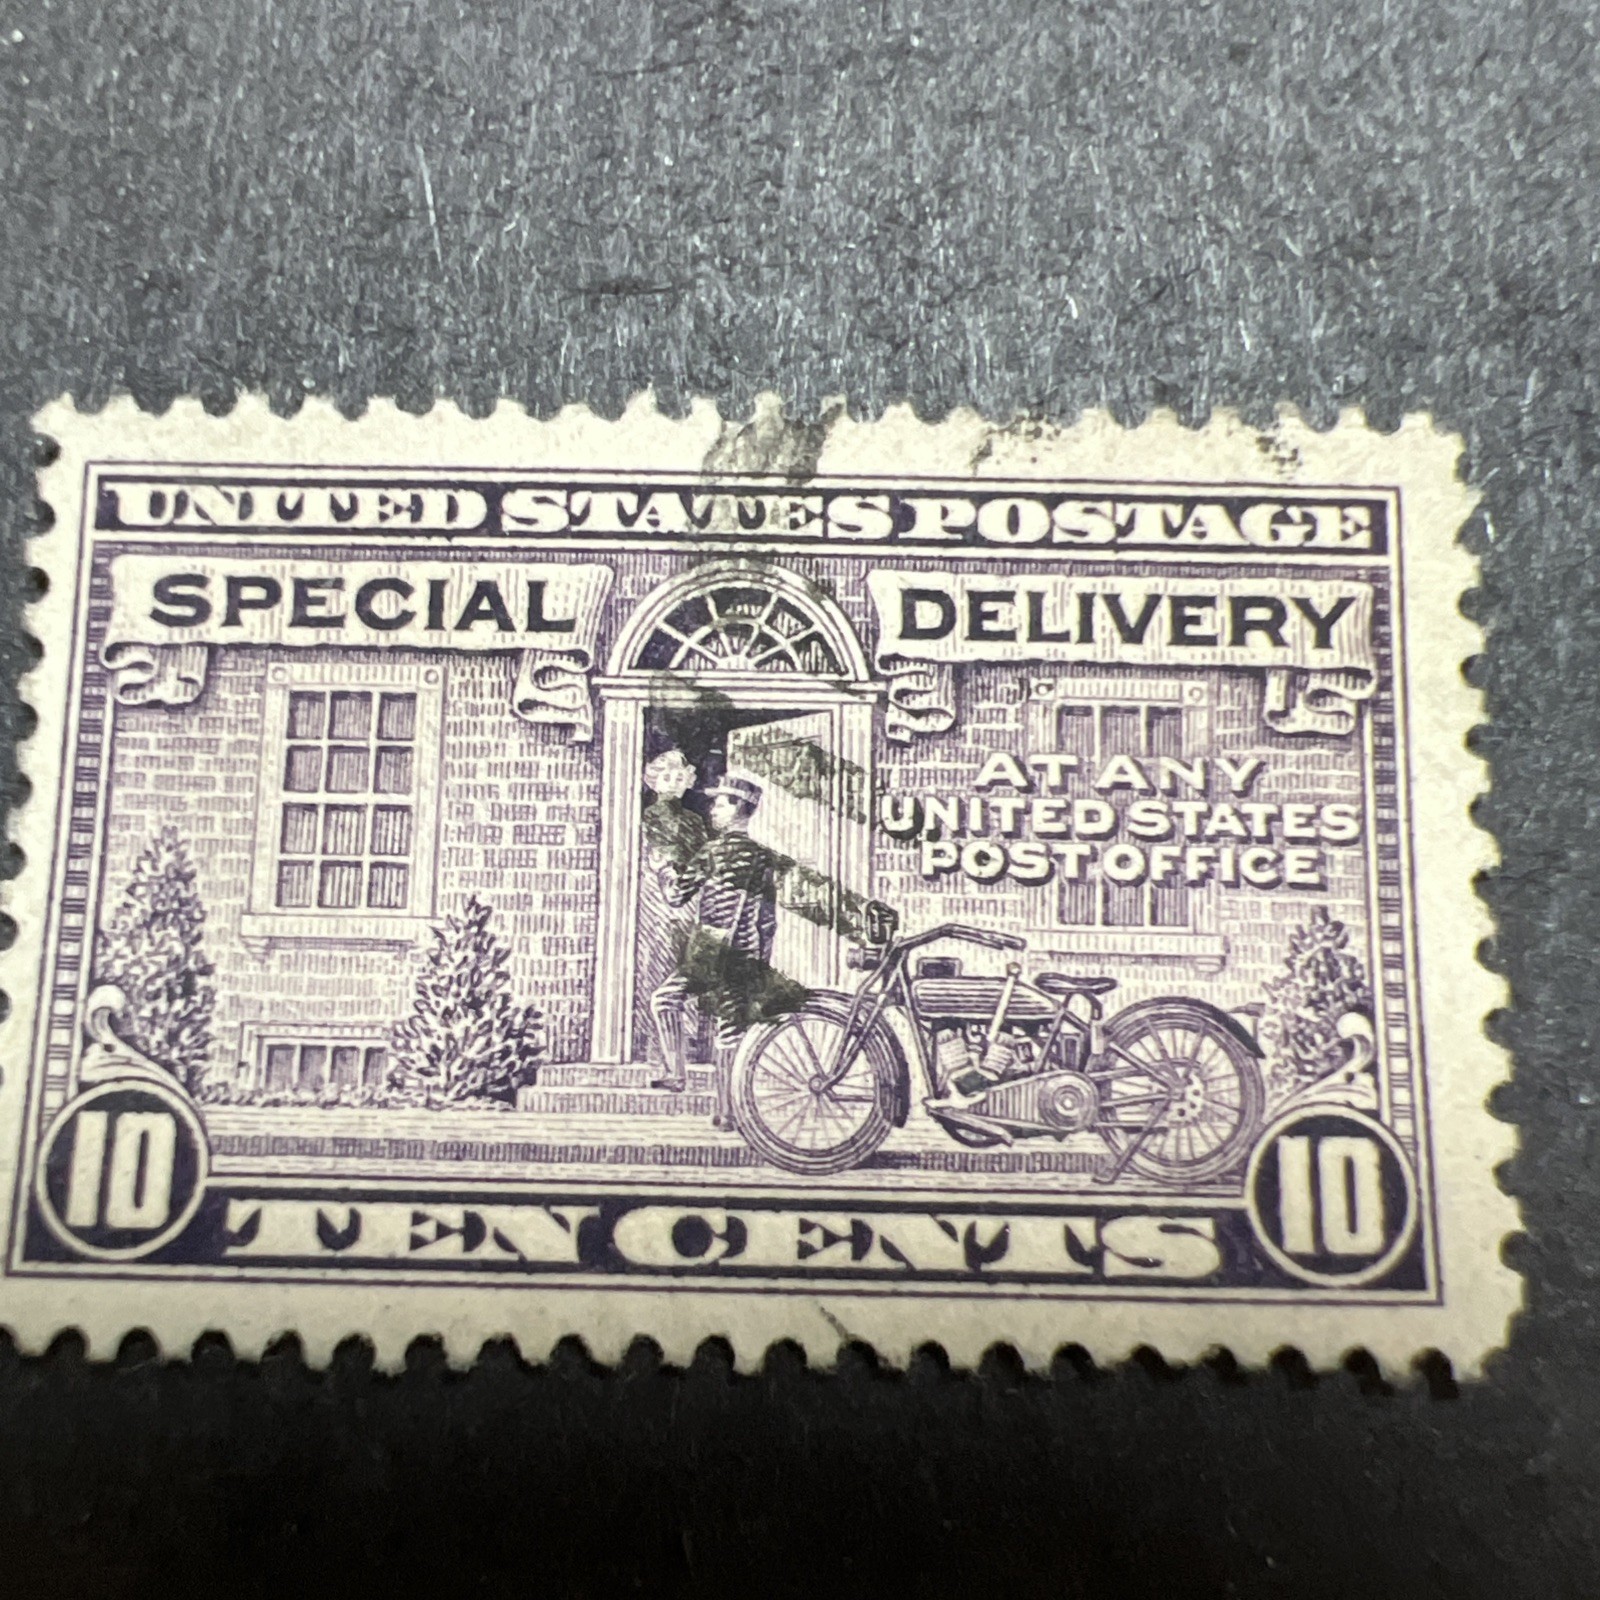 UNITED STATES POSTAGE
SPECIAL DELIVERY
AT ANY
UNITED STATES
POST OFFICE
10 TEN CENTS 10